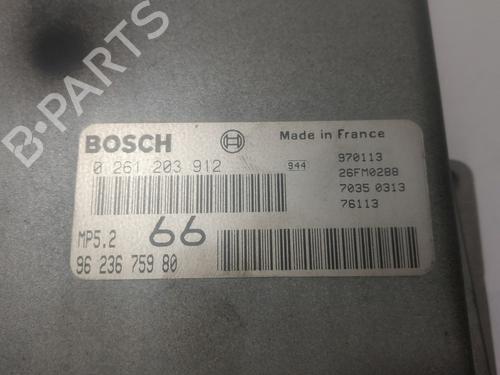 B-PARTS
BOSCH Made in France
0 261 203 912 944 970113
26FM0288
7035 0313
MP5.2 66 76113
96 236 759 80